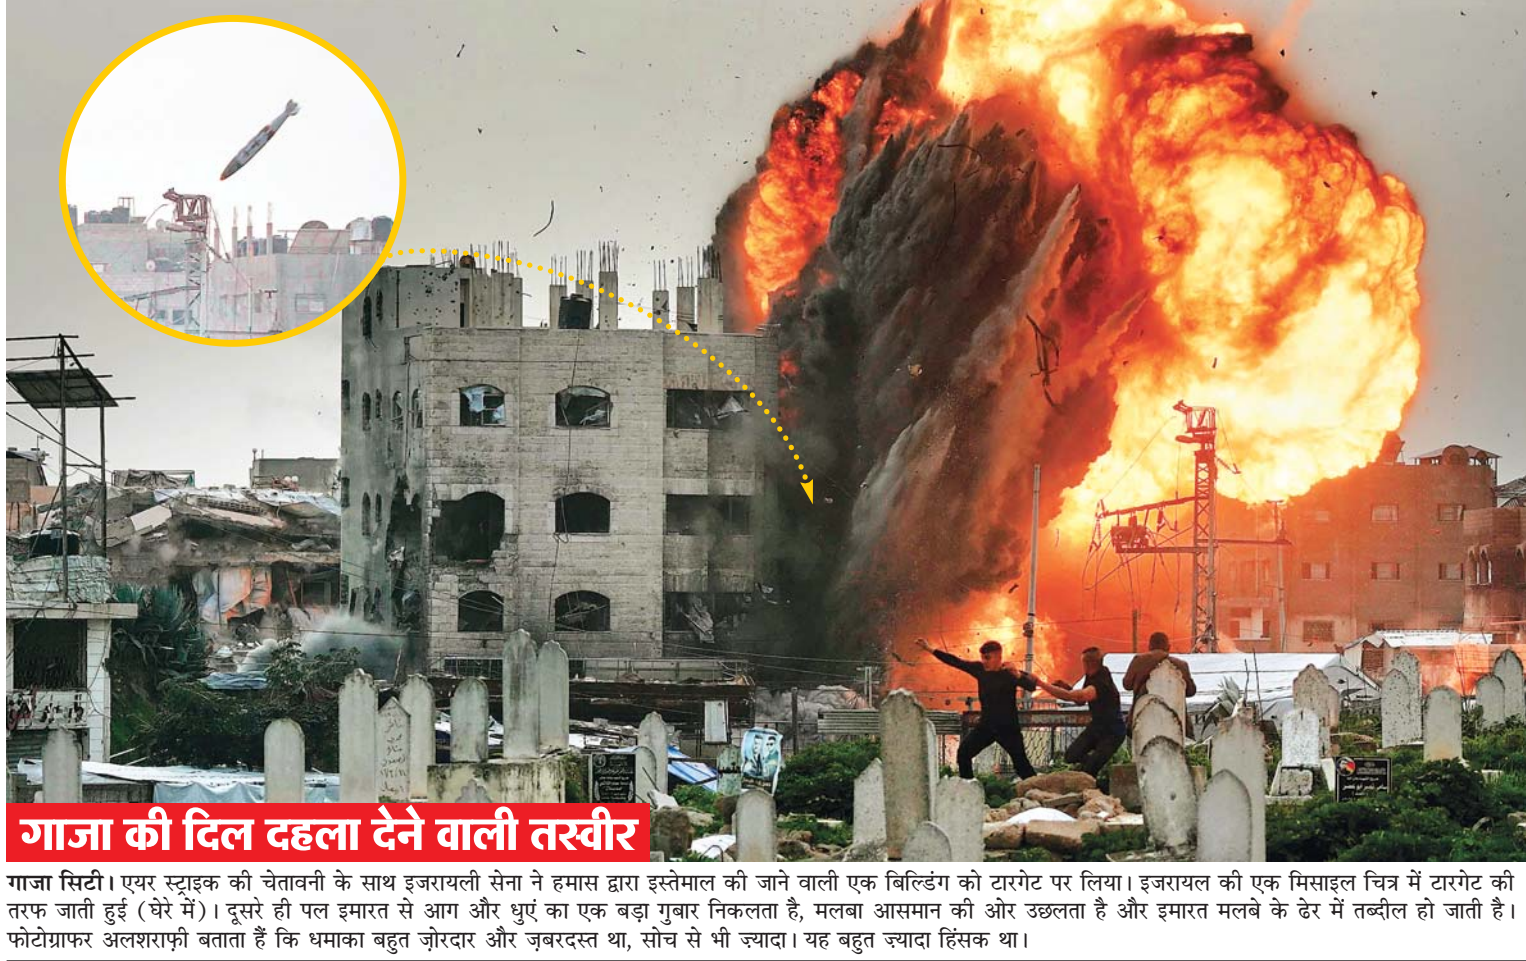 गाजा की दिल दहला देने वाली तस्वीर
गाजा सिटी। एयर स्ट्राइक की चेतावनी के साथ इजरायली सेना ने हमास द्वारा इस्तेमाल की जाने वाली एक बिल्डिंग को टारगेट पर लिया। इजरायल की एक मिसाइल चित्र में टारगेट की
तरफ जाती हुई (घेरे में)। दूसरे ही पल इमारत से आग और धुएं का एक बड़ा गुबार निकलता है, मलबा आसमान की ओर उछलता है और इमारत मलबे के ढेर में तब्दील हो जाती है।
फोटोग्राफर अलशराफ़ी बताता हैं कि धमाका बहुत ज़ोरदार और ज़बरदस्त था, सोच से भी ज़्यादा। यह बहुत ज़्यादा हिंसक था।